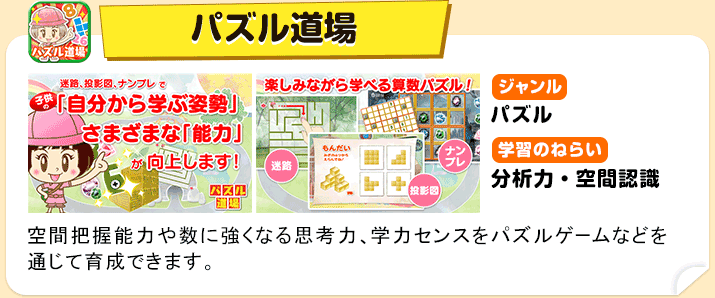 パズル道場
パズル道場
迷路、投影図、ナンプレで
子供の「自分から学ぶ姿勢」
さまざまな「能力」
が向上します!
パズル
道場
楽しみながら学べる算数パズル!
もんだい
迷路
ナン
プレ
投影図
ジャンル
パズル
学習のねらい
分析力・空間認識
空間把握能力や数に強くなる思考力、学力センスをパズルゲームなどを
通じて育成できます。